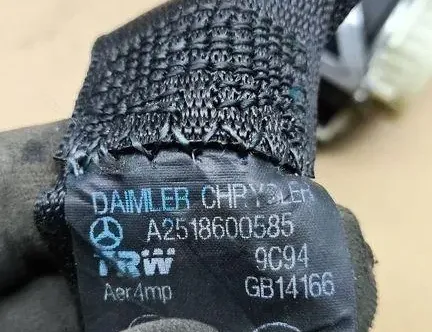 DAIMLER CHRYSLER
A2518600585
TRW 9C94
Aer4mp GB14166